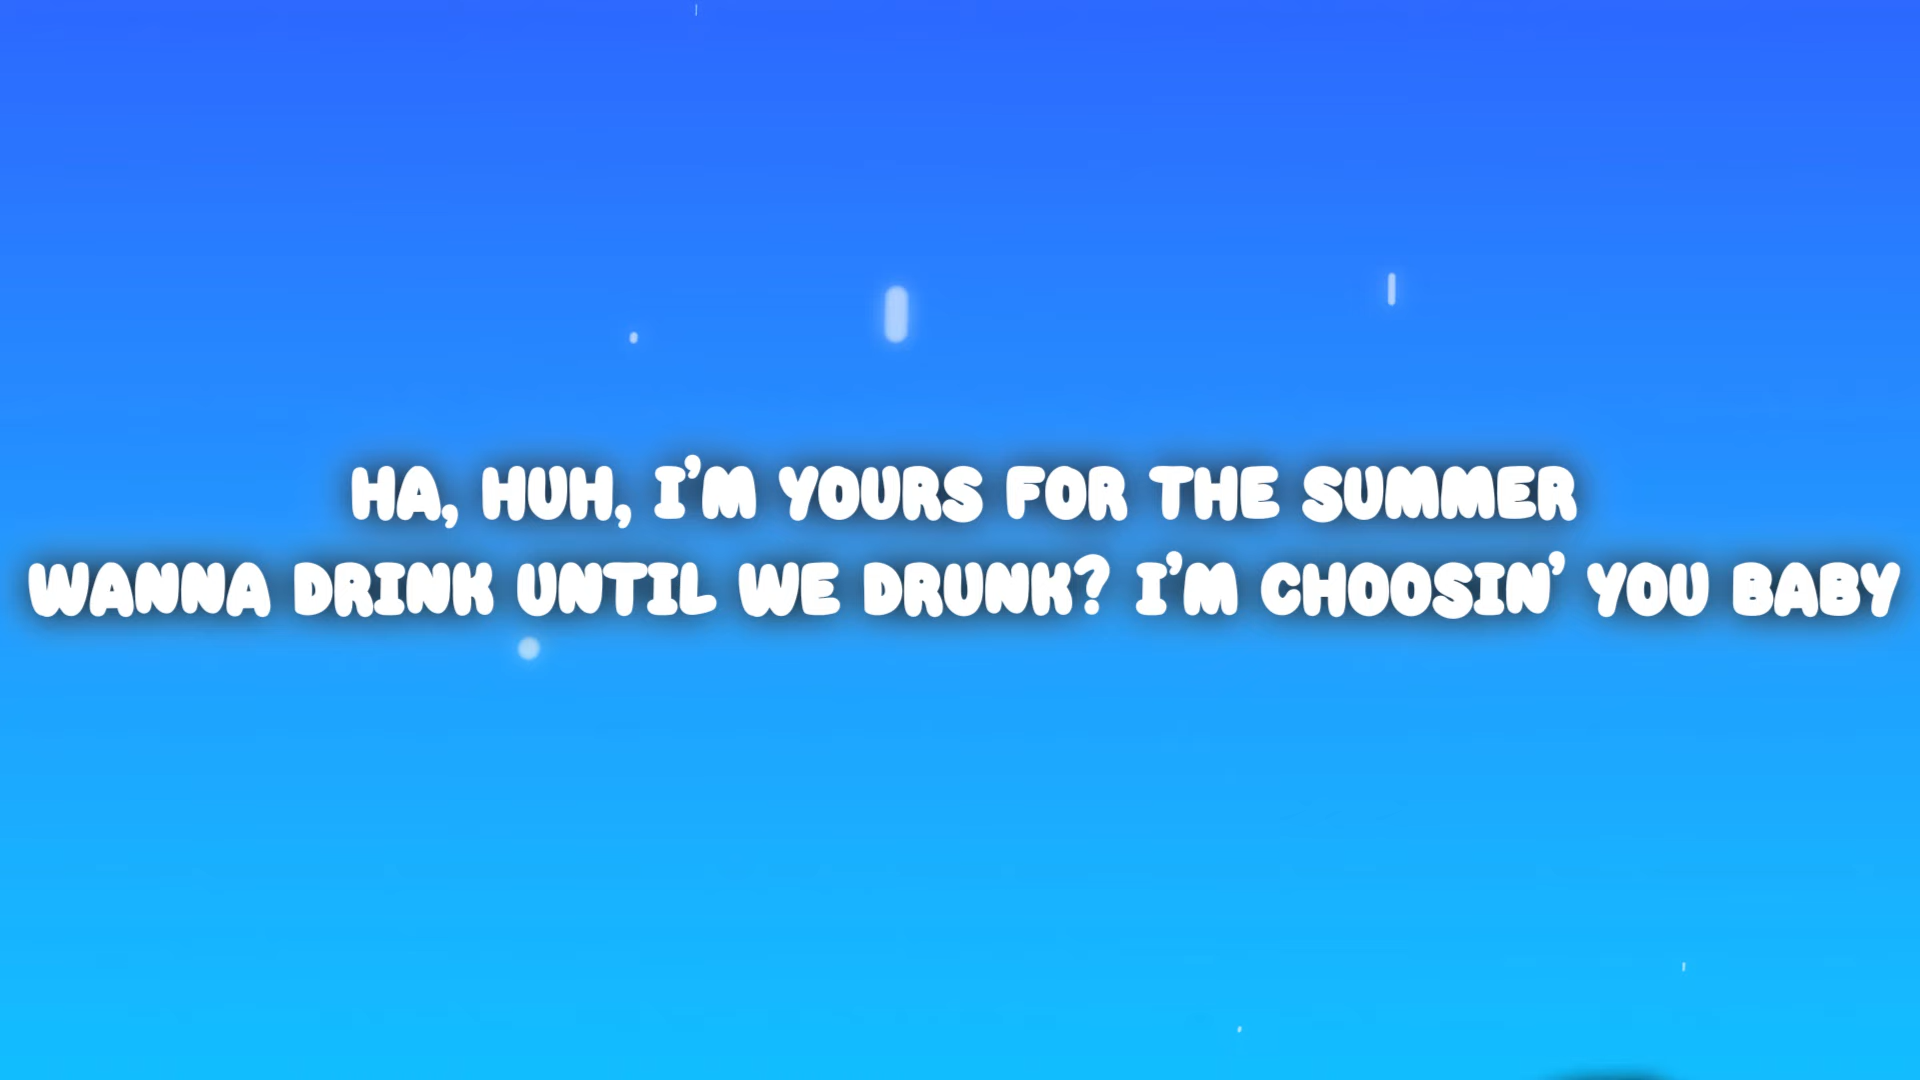 HA, HUH, I'M YOURS FOR THE SUMMER
WANNA DRINK UNTIL WE DRUNK? I'M CHOOSIN' YOU BABY